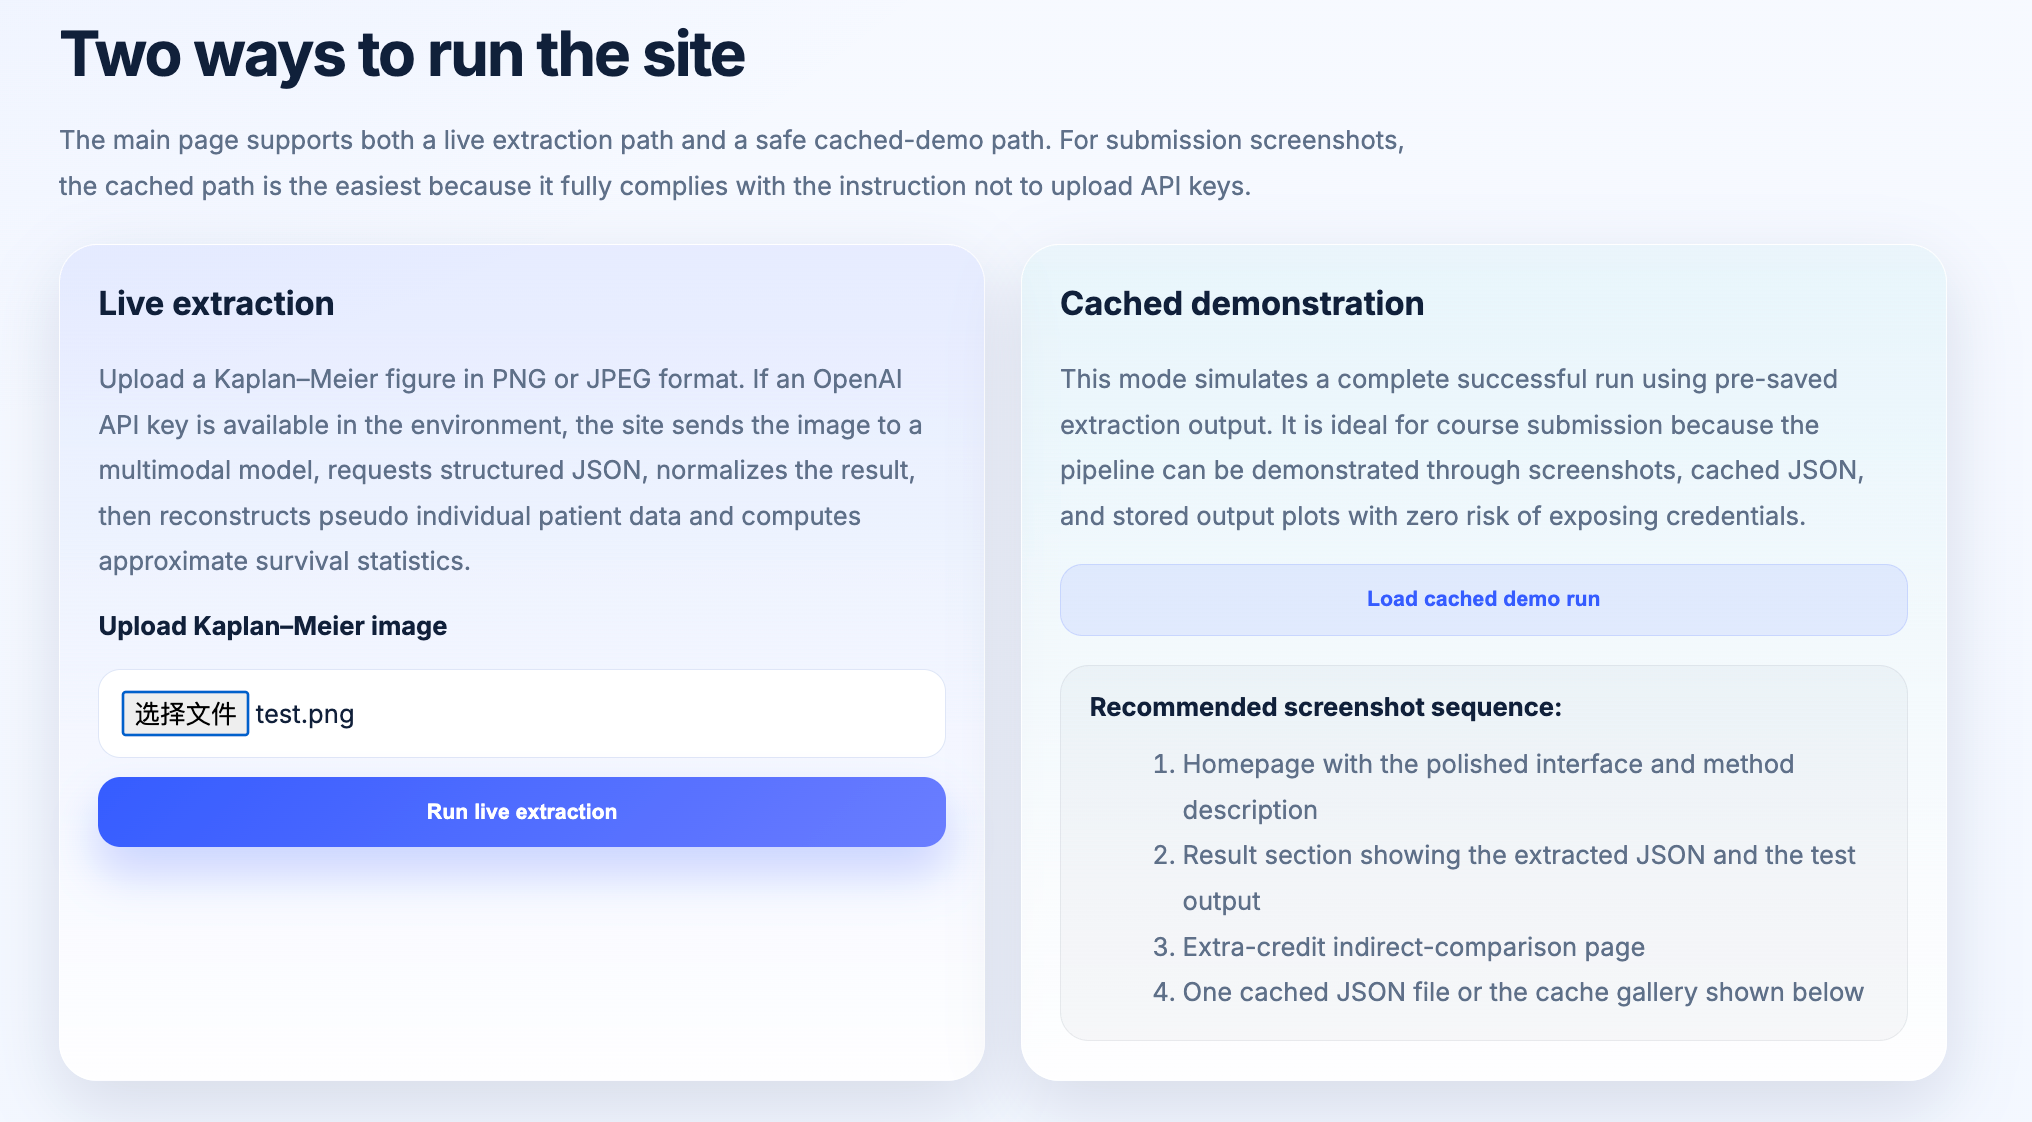 Two ways to run the site
The main page supports both a live extraction path and a safe cached-demo path. For submission screenshots,
the cached path is the easiest because it fully complies with the instruction not to upload API keys.
Live extraction
Upload a Kaplan–Meier figure in PNG or JPEG format. If an OpenAI
API key is available in the environment, the site sends the image to a
multimodal model, requests structured JSON, normalizes the result,
then reconstructs pseudo individual patient data and computes
approximate survival statistics.
Upload Kaplan–Meier image
选择文件 test.png
Run live extraction
Cached demonstration
This mode simulates a complete successful run using pre-saved
extraction output. It is ideal for course submission because the
pipeline can be demonstrated through screenshots, cached JSON,
and stored output plots with zero risk of exposing credentials.
Load cached demo run
Recommended screenshot sequence:
1. Homepage with the polished interface and method
description
2. Result section showing the extracted JSON and the test
output
3. Extra-credit indirect-comparison page
4. One cached JSON file or the cache gallery shown below